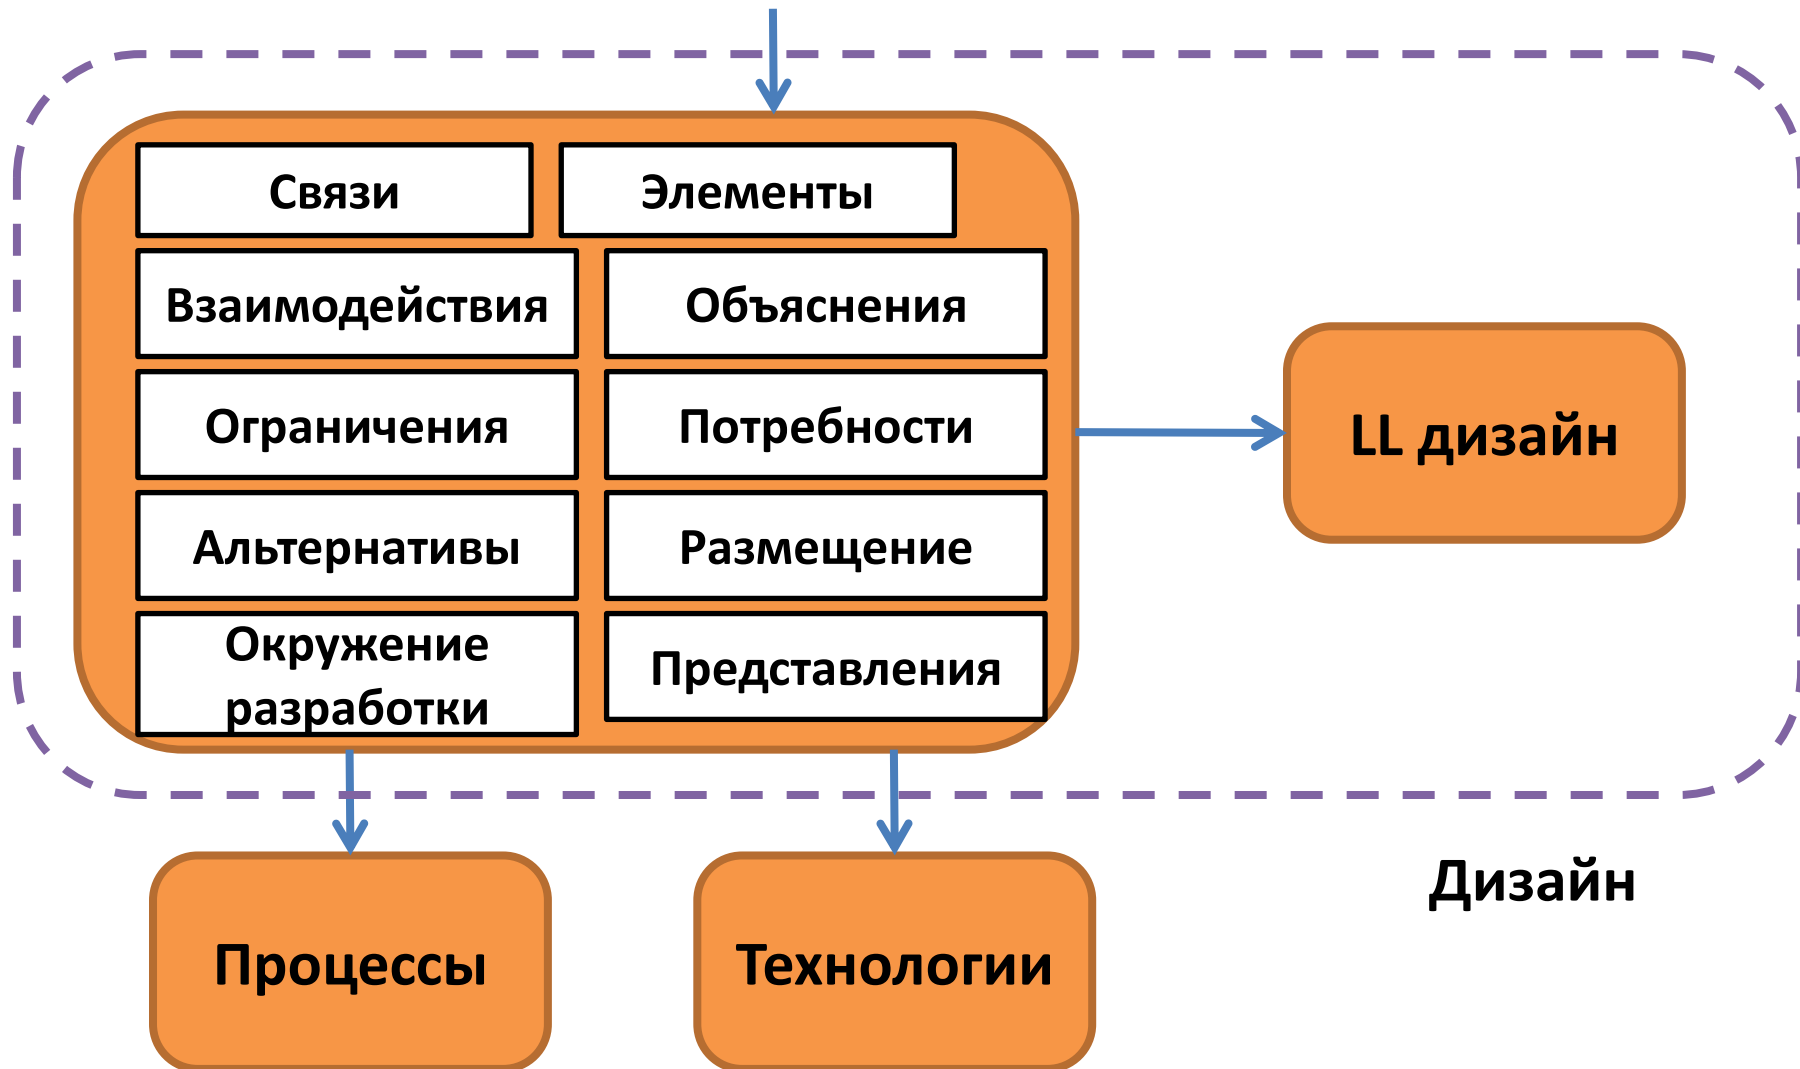 Связи
Элементы
Взаимодействия
Объяснения
Ограничения
Потребности
LL дизайн
Альтернативы
Размещение
Окружение
разработки
Представления
Дизайн
Процессы
Технологии